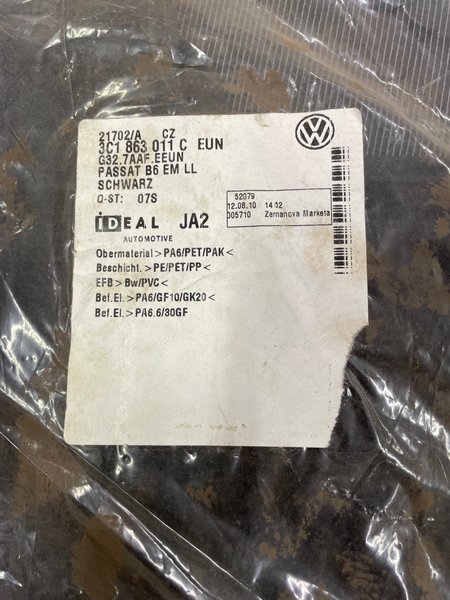 21702/A CZ
3C1 863 011 C EUN
G32.7AAF.EEUN
PASSAT B6 EM LL
SCHWARZ
Q-ST: 07S
52079
12.08.10 14:02
005710 Zemanova Marketa
IDEAL JA2
AUTOMOTIVE
Obermaterial >PA6/PET/PAK<
Beschicht. >PE/PET/PP<
EFB >Bw/PVC<
Bef.El. >PA6/GF10/GK20<
Bef.El. >PA6.6/30GF